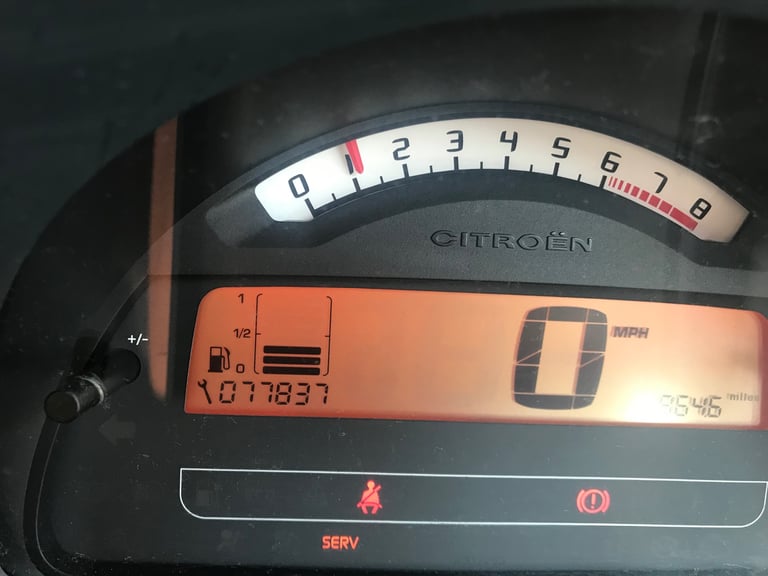 0 1 2 3 4 5 6 7 8
CITROËN
+/-
1
1/2
0
077837
0 MPH
miles
SERV